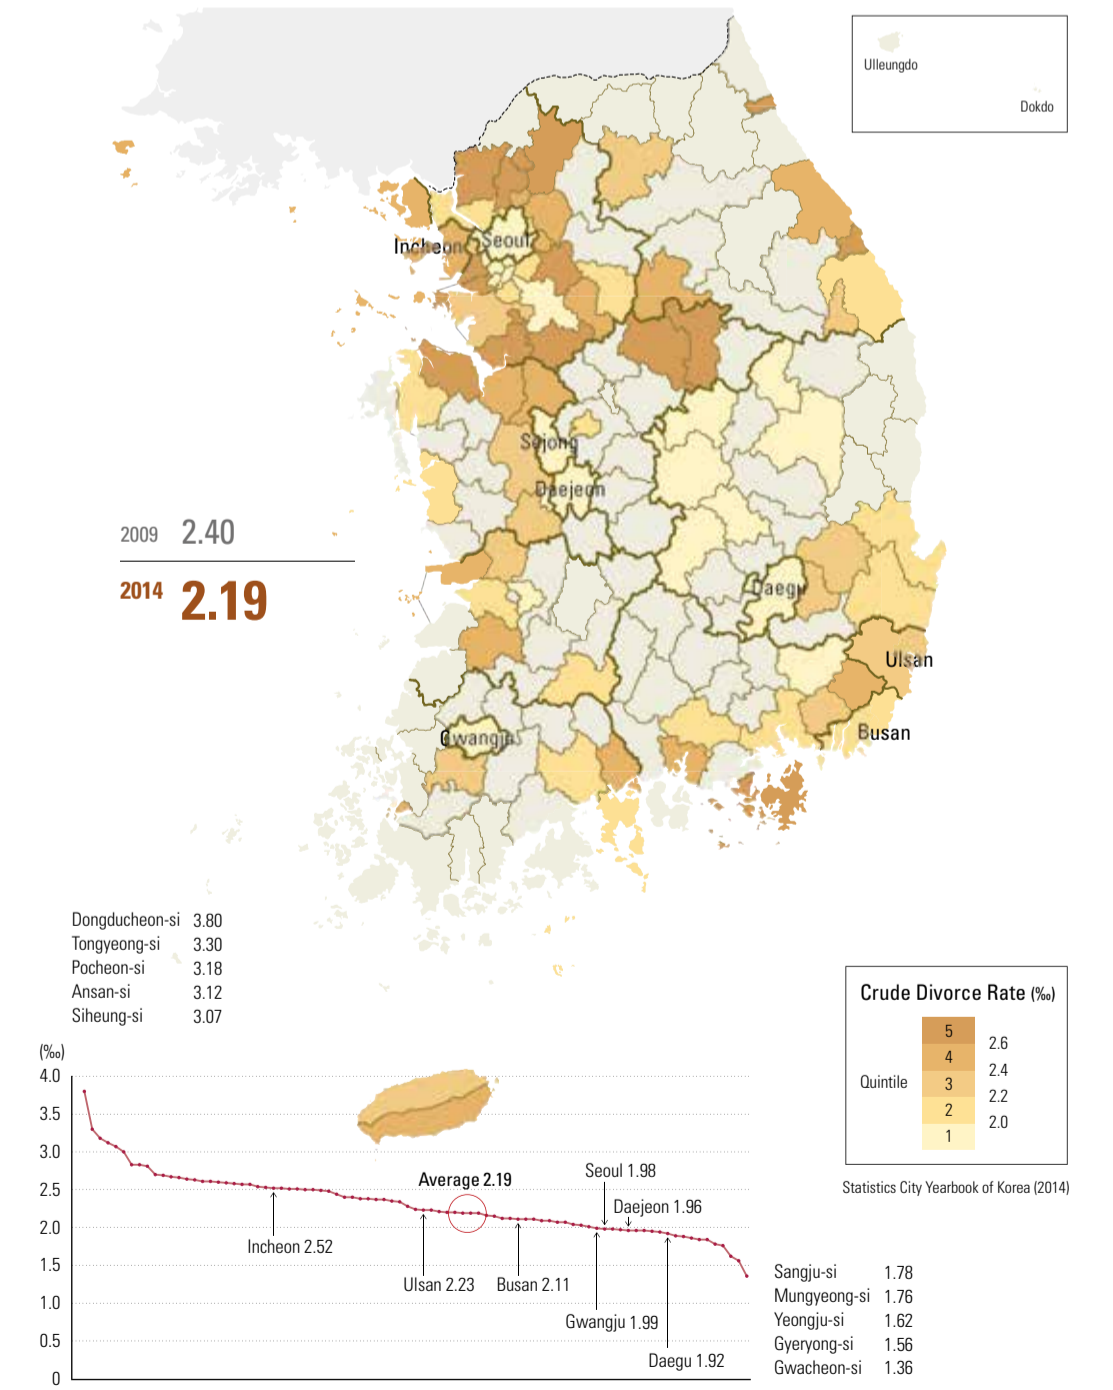 Ulleungdo
Dokdo
Incheon
Seoul
Sejong
Daejeon
2009 2.40
2014 2.19
Daegu
Ulsan
Gwangju
Busan
Dongducheon-si 3.80
Tongyeong-si 3.30
Pocheon-si 3.18
Ansan-si 3.12
Siheung-si 3.07
Crude Divorce Rate (‰)
Quintile
5
4
3
2
1
2.6
2.4
2.2
2.0
Statistics City Yearbook of Korea (2014)
(‰)
4.0
3.5
3.0
2.5
2.0
1.5
1.0
0.5
0
Average 2.19
Seoul 1.98
Daejeon 1.96
Incheon 2.52
Ulsan 2.23
Busan 2.11
Gwangju 1.99
Daegu 1.92
Sangju-si 1.78
Mungyeong-si 1.76
Yeongju-si 1.62
Gyeryong-si 1.56
Gwacheon-si 1.36